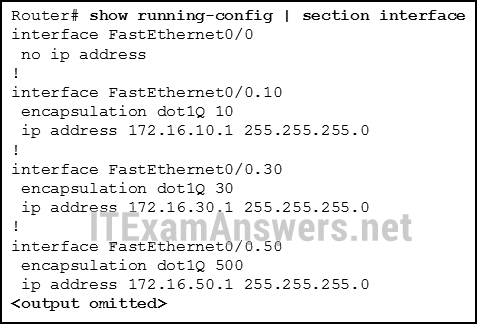 Router# show running-config | section interface
interface FastEthernet0/0
 no ip address
!
interface FastEthernet0/0.10
 encapsulation dot1Q 10
 ip address 172.16.10.1 255.255.255.0
!
interface FastEthernet0/0.30
 encapsulation dot1Q 30
 ip address 172.16.30.1 255.255.255.0
!
ITExamAnswers.net
interface FastEthernet0/0.50
 encapsulation dot1Q 500
 ip address 172.16.50.1 255.255.255.0
<output omitted>